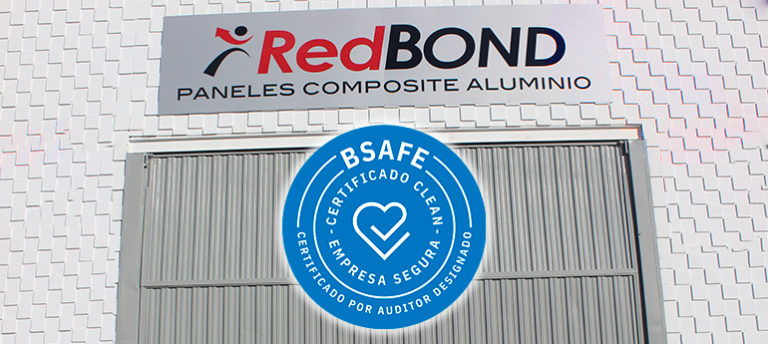 RedBOND
PANELES COMPOSITE ALUMINIO
BSAFE
- CERTIFICADO CLEAN -
EMPRESA SEGURA
CERTIFICADO POR AUDITOR DESIGNADO